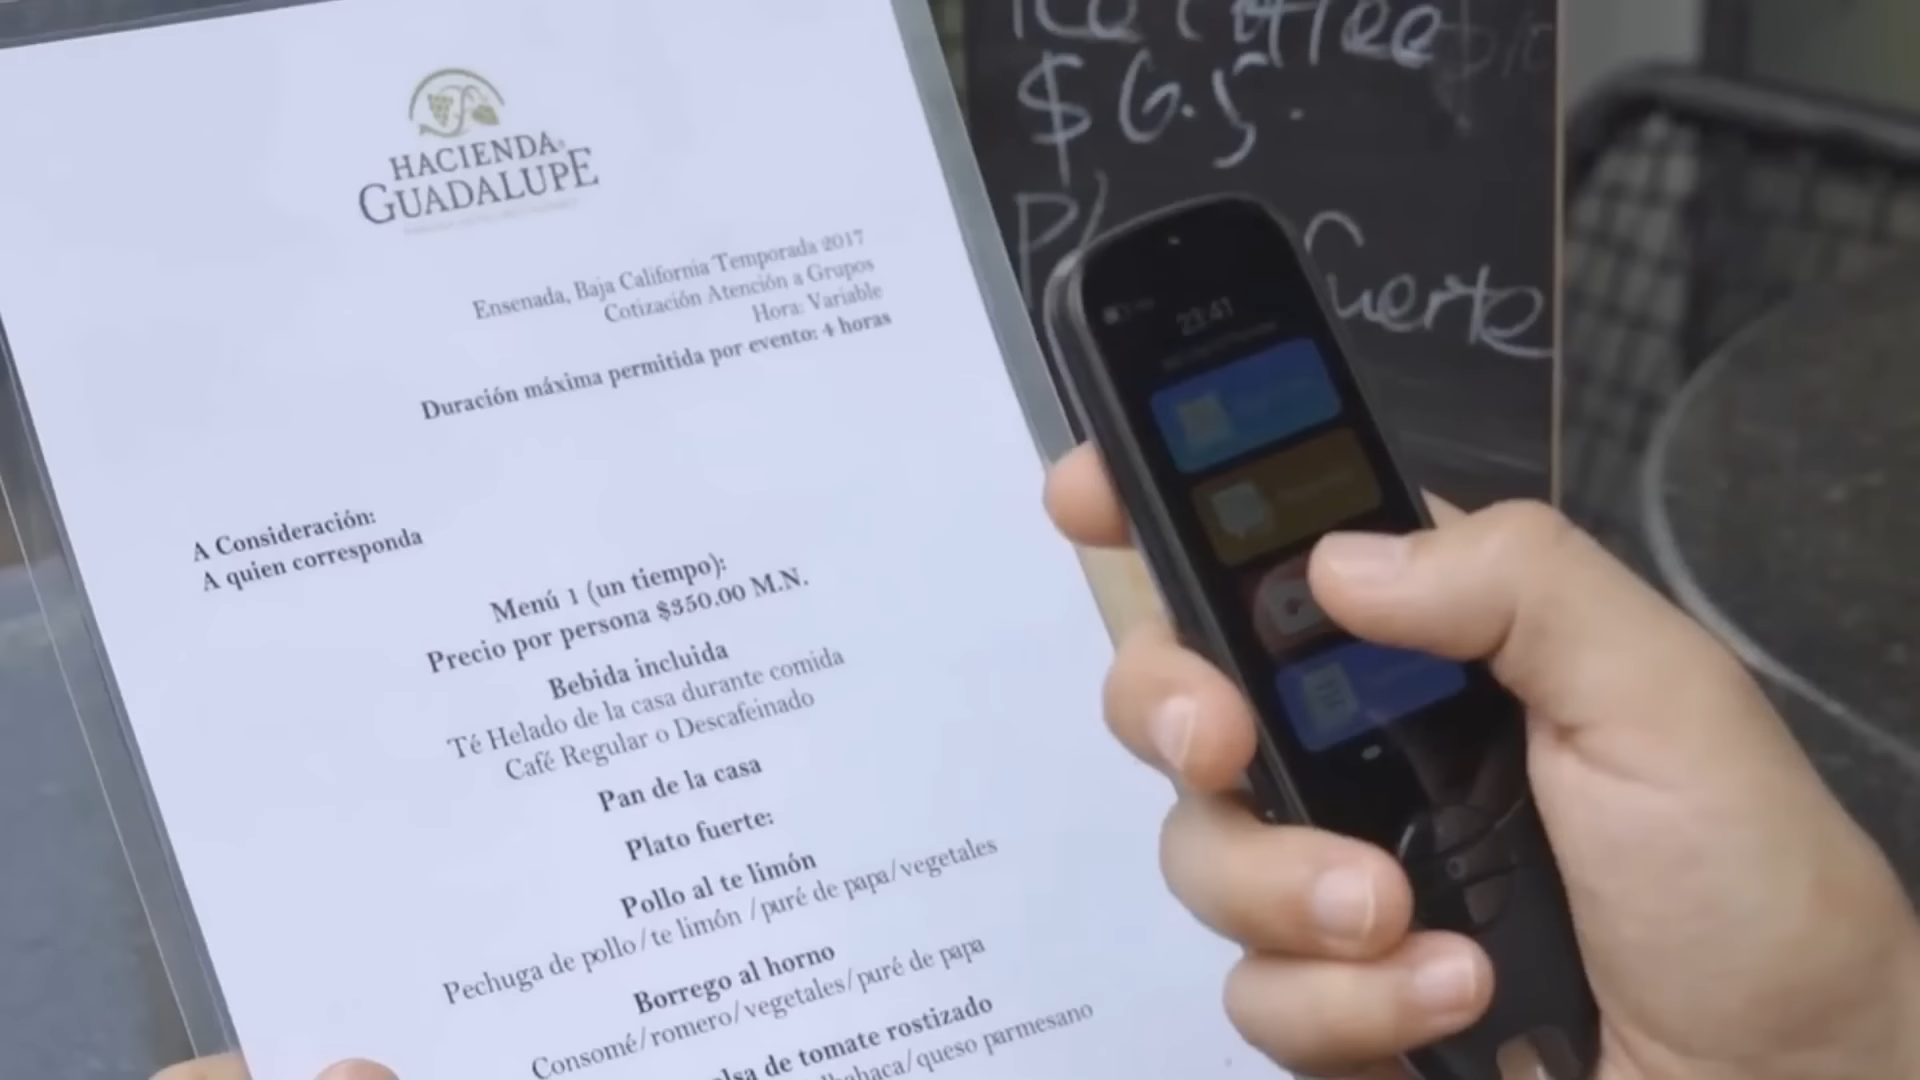 HACIENDA
GUADALUPE
Ensenada, Baja California Temporada 2017
Cotización Atención a Grupos
Hora: Variable
Duración máxima permitida por evento: 4 horas
A Consideración:
A quien corresponda
Menú 1 (un tiempo):
Precio por persona $350.00 M.N.
Bebida incluida
Té Helado de la casa durante comida
Café Regular o Descafeinado
Pan de la casa
Plato fuerte:
Pollo al te limón
Pechuga de pollo/te limón /puré de papa/vegetales
Borrego al horno
Consomé/romero/vegetales/puré de papa
de tomate rostizado
/queso parmesano
$6.5.
23:41